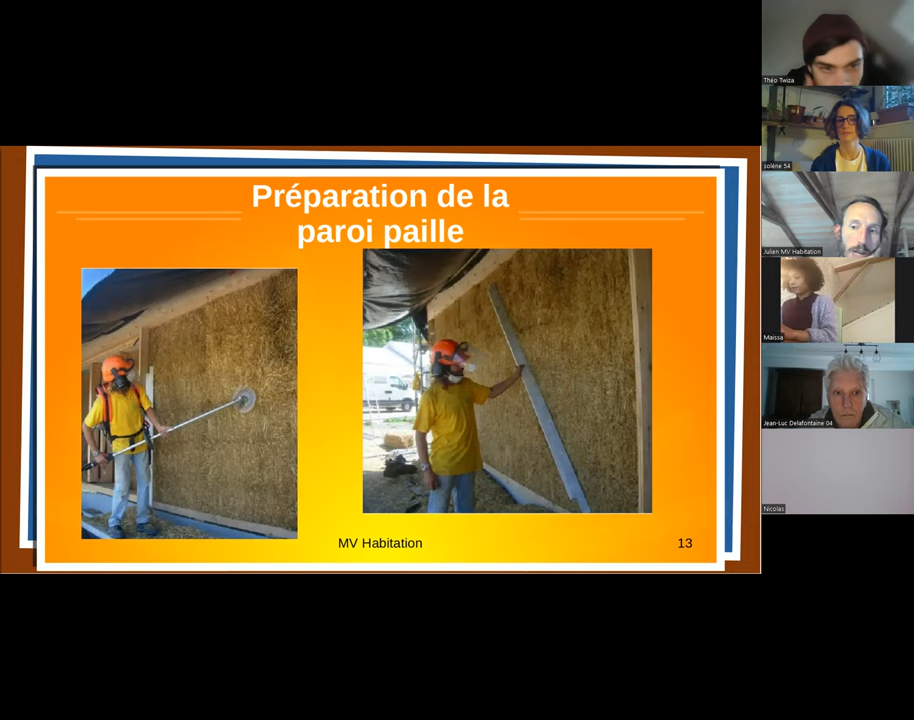 Préparation de la
paroi paille
MV Habitation
13
Théo Twiza
solène 54
Julien MV Habitation
Maïssa
Jean-Luc Delafontaine 04
Nicolas